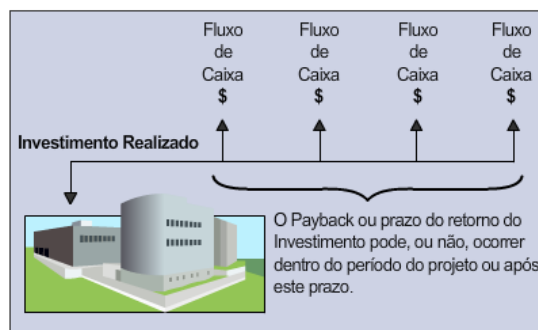 Fluxo Fluxo Fluxo Fluxo
de de de de
Caixa Caixa Caixa Caixa
$ $ $ $
Investimento Realizado
O Payback ou prazo do retorno do
Investimento pode, ou não, ocorrer
dentro do período do projeto ou após
este prazo.